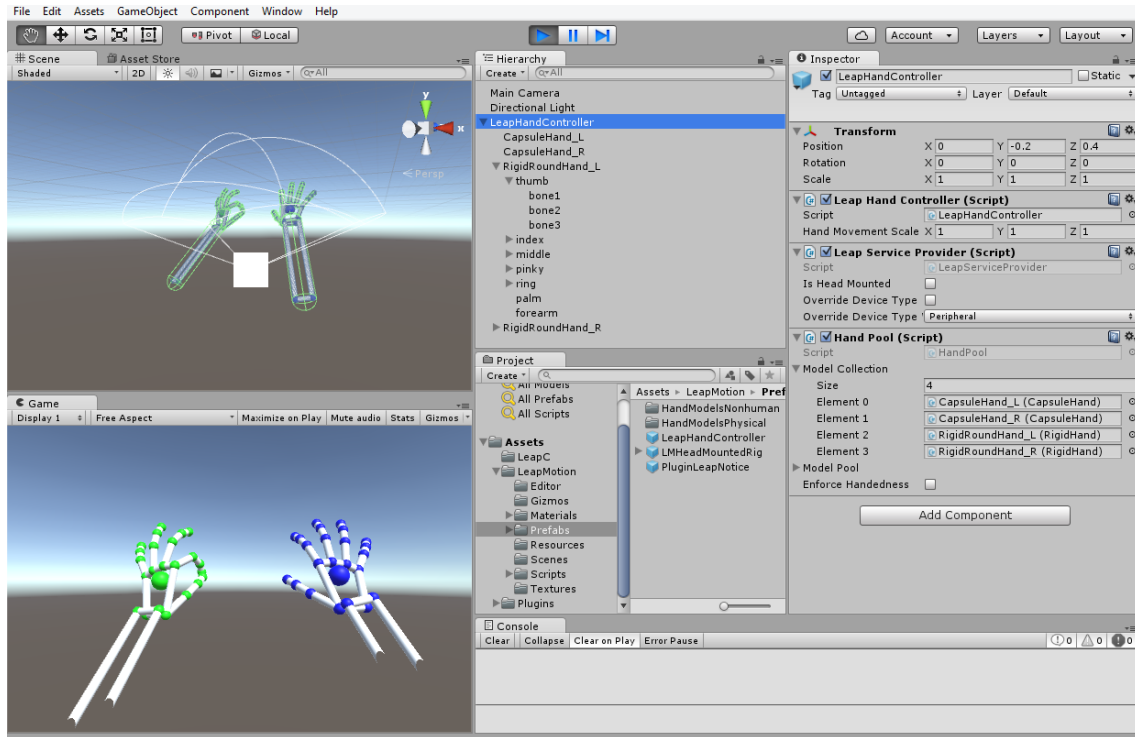 File Edit Assets GameObject Component Window Help
Pivot Local Account Layers Layout
Scene Asset Store
Shaded 2D Gizmos All
y
x
Persp
Hierarchy
Create All
Main Camera
Directional Light
LeapHandController
CapsuleHand_L
CapsuleHand_R
RigidRoundHand_L
thumb
bone1
bone2
bone3
index
middle
pinky
ring
palm
forearm
RigidRoundHand_R
Inspector
LeapHandController Static
Tag Untagged Layer Default
Transform
Position X 0 Y -0.2 Z 0.4
Rotation X 0 Y 0 Z 0
Scale X 1 Y 1 Z 1
Leap Hand Controller (Script)
Script LeapHandController
Hand Movement Scale X 1 Y 1 Z 1
Leap Service Provider (Script)
Script LeapServiceProvider
Is Head Mounted
Override Device Type
Override Device Type Peripheral
Hand Pool (Script)
Script HandPool
Model Collection
Size 4
Element 0 CapsuleHand_L (CapsuleHand)
Element 1 CapsuleHand_R (CapsuleHand)
Element 2 RigidRoundHand_L (RigidHand)
Element 3 RigidRoundHand_R (RigidHand)
Model Pool
Enforce Handedness
Add Component
Game
Display 1 Free Aspect Maximize on Play Mute audio Stats Gizmos
Project
Create
All Models
All Prefabs
All Scripts
Assets
LeapC
LeapMotion
Editor
Gizmos
Materials
Prefabs
Resources
Scenes
Scripts
Textures
Plugins
Assets LeapMotion Pref
HandModelsNonhuman
HandModelsPhysical
LeapHandController
LMHeadMountedRig
PluginLeapNotice
Console
Clear Collapse Clear on Play Error Pause 0 0 0